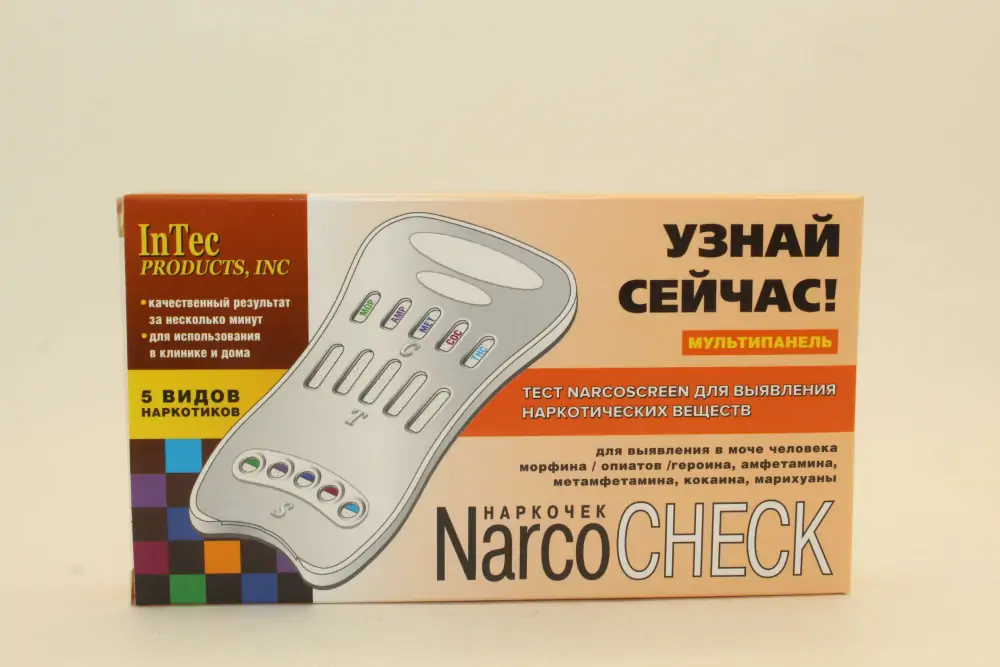 InTec
PRODUCTS, INC
•качественный результат
за несколько минут
•для использования
в клинике и дома
5 ВИДОВ
НАРКОТИКОВ
MOP
AMP
MET
COC
THC
C
T
S
УЗНАЙ
СЕЙЧАС!
МУЛЬТИПАНЕЛЬ
ТЕСТ NARCOSCREEN ДЛЯ ВЫЯВЛЕНИЯ
НАРКОТИЧЕСКИХ ВЕЩЕСТВ
для выявления в моче человека
морфина / опиатов /героина, амфетамина,
метамфетамина, кокаина, марихуаны
НАРКОЧЕК
NarcoCHECK